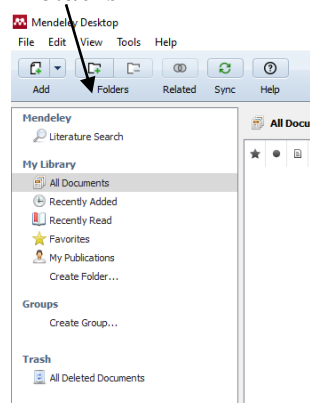 Mendeley Desktop
File Edit View Tools Help
Add Folders Related Sync Help
Mendeley
Literature Search
All Docu
My Library
All Documents
Recently Added
Recently Read
Favorites
My Publications
Create Folder...
Groups
Create Group...
Trash
All Deleted Documents